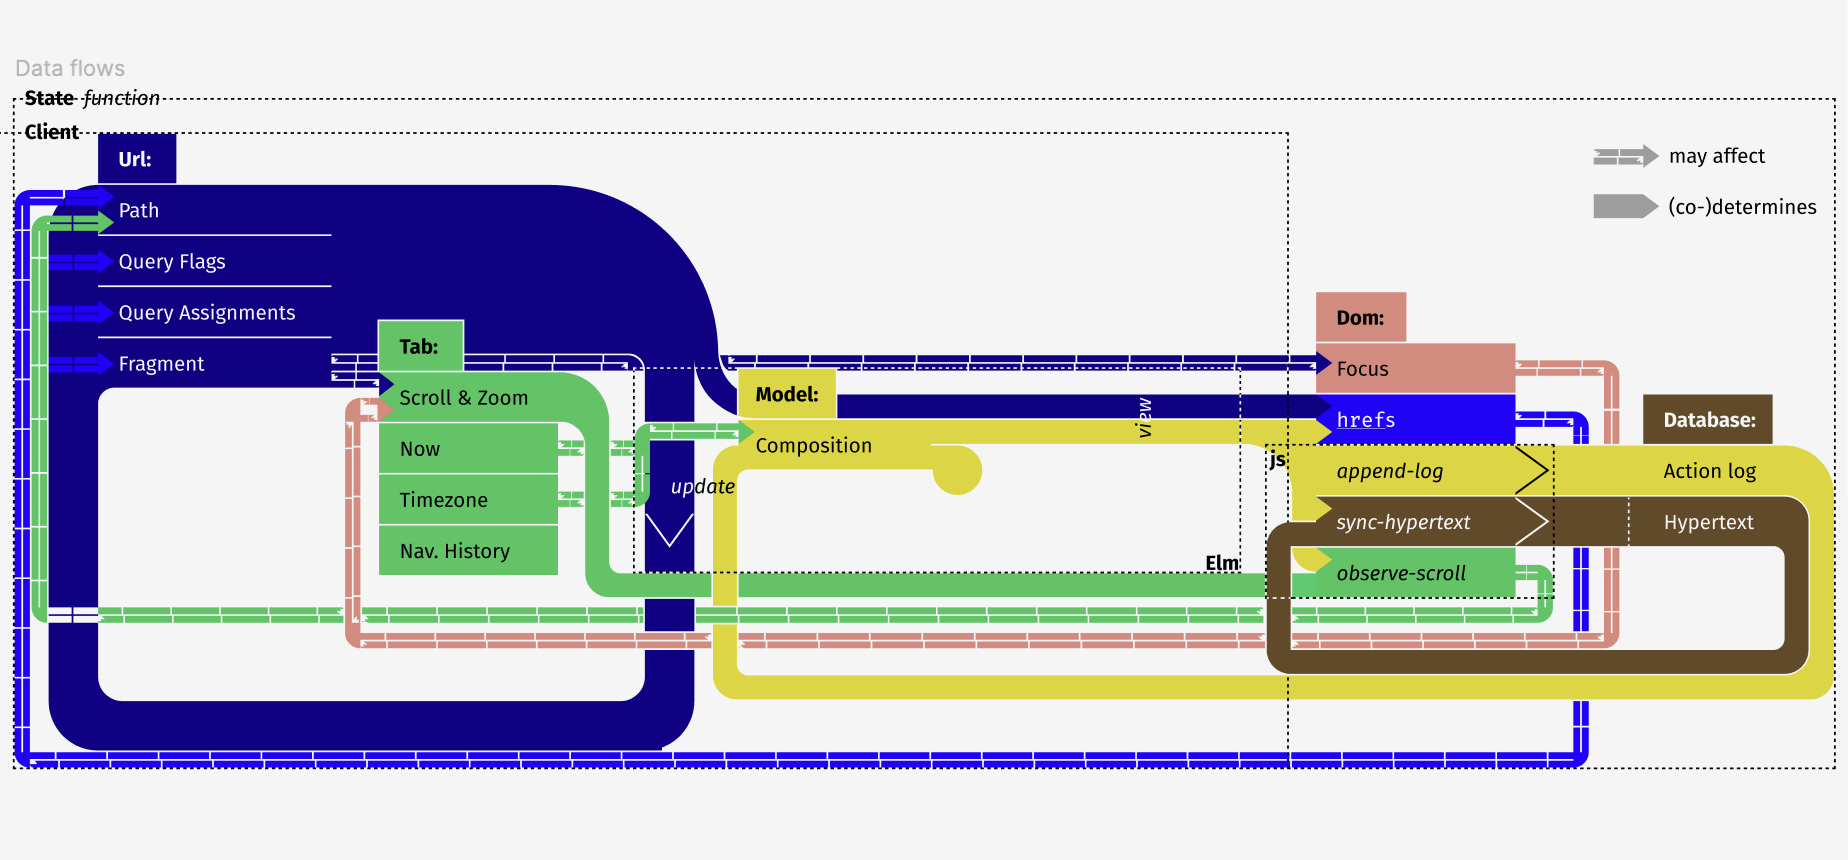 Data flows
State function
Client
Url:
Path
Query Flags
Query Assignments
Fragment
Tab:
Scroll & Zoom
Now
Timezone
Nav. History
update
Model:
Composition
view
Elm
Dom:
Focus
hrefs
js
append-log
sync-hypertext
observe-scroll
Database:
Action log
Hypertext
may affect
(co-)determines